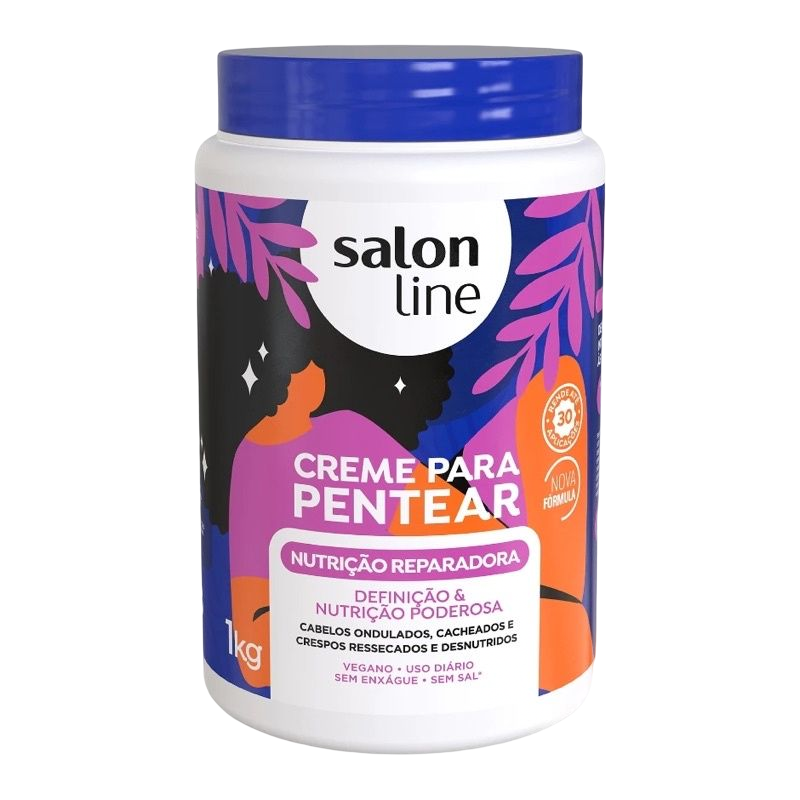 salon
line
RENDE ATÉ
30
APLICAÇÕES
NOVA
FÓRMULA
CREME PARA
PENTEAR
NUTRIÇÃO REPARADORA
DEFINIÇÃO &
NUTRIÇÃO PODEROSA
CABELOS ONDULADOS, CACHEADOS E
CRESPOS RESSECADOS E DESNUTRIDOS
VEGANO • USO DIÁRIO
SEM ENXÁGUE • SEM SAL*
1kg